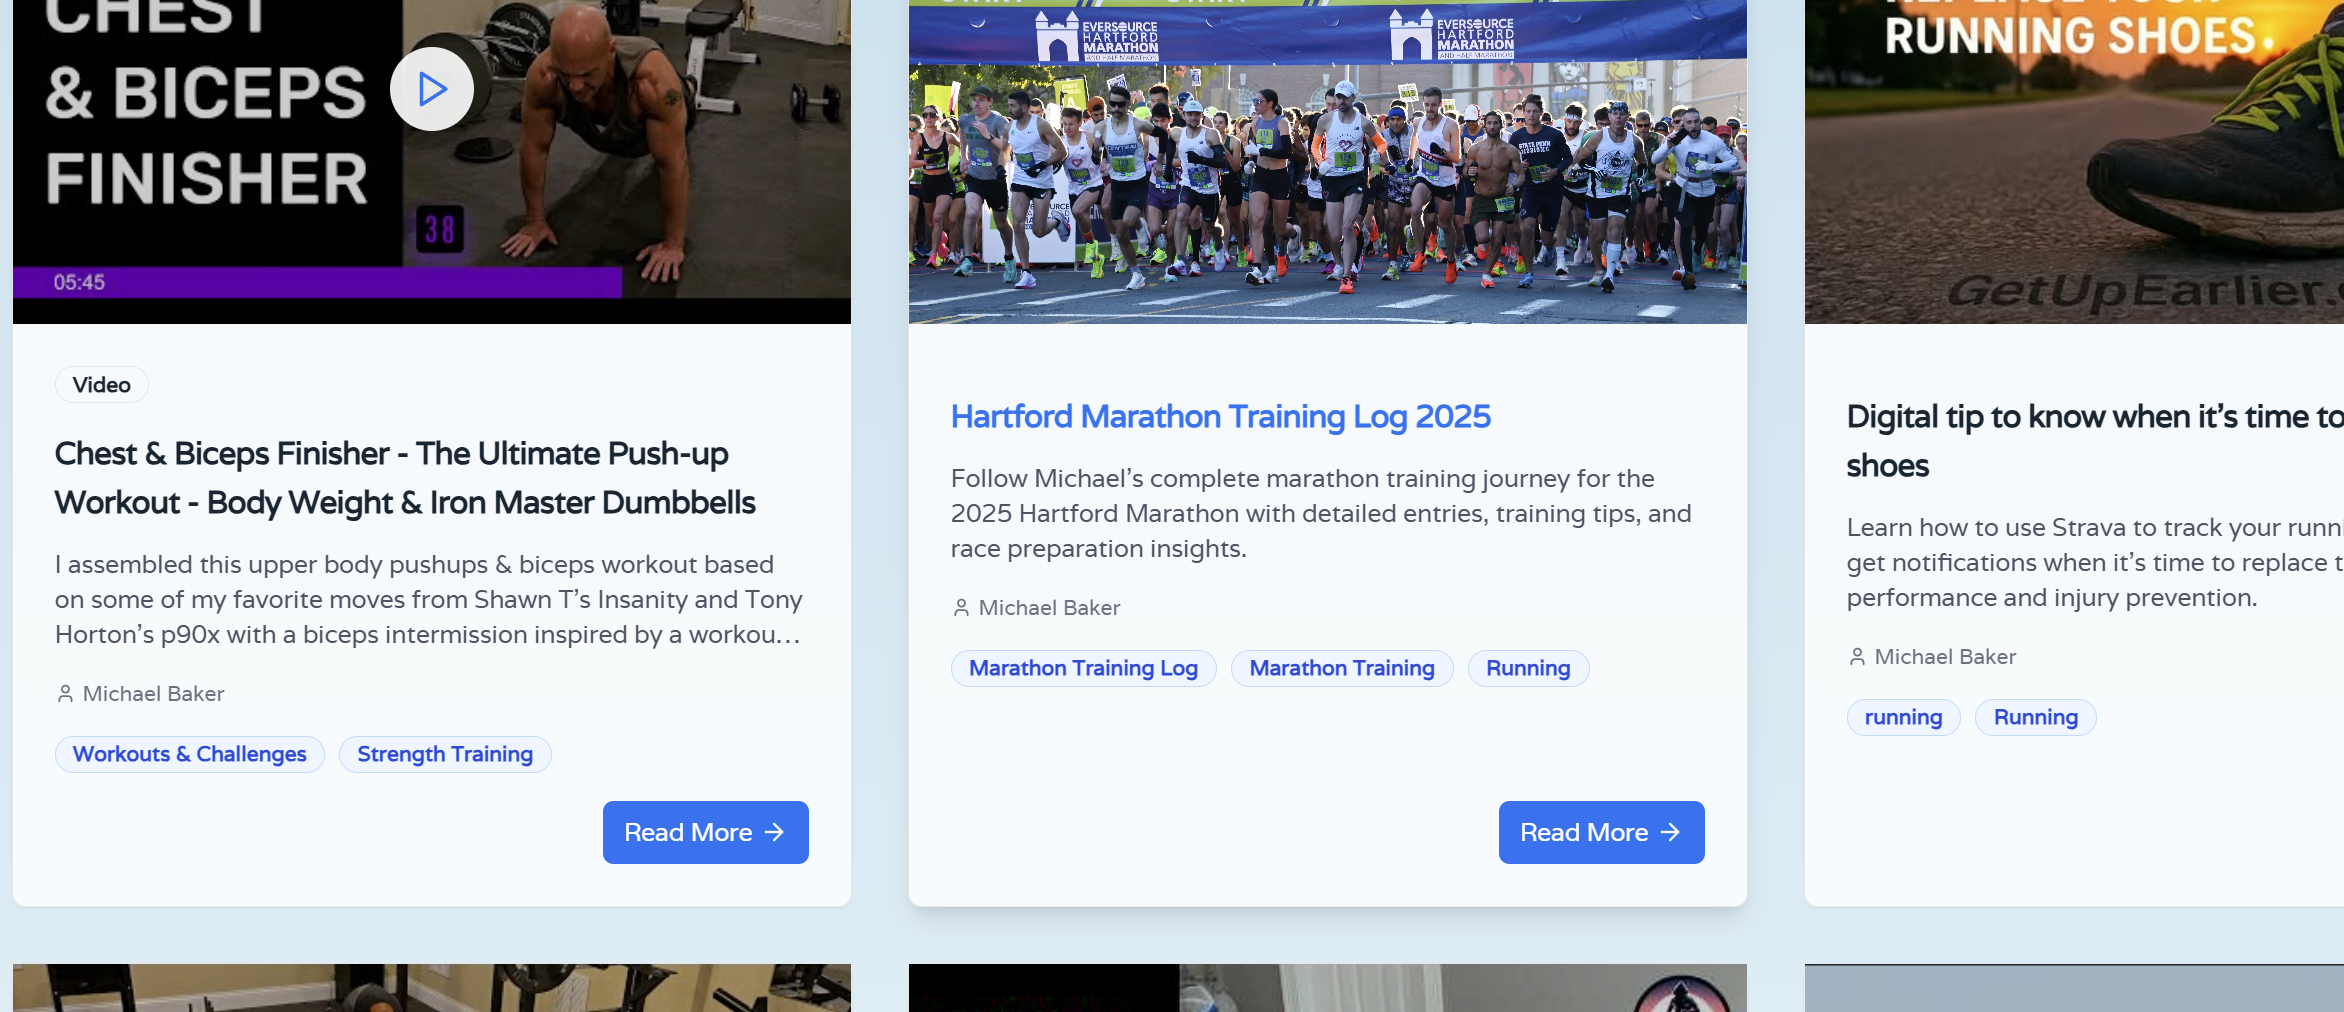 CHEST
& BICEPS
FINISHER
38
05:45
Video
Chest & Biceps Finisher - The Ultimate Push-up
Workout - Body Weight & Iron Master Dumbbells
I assembled this upper body pushups & biceps workout based
on some of my favorite moves from Shawn T's Insanity and Tony
Horton's p90x with a biceps intermission inspired by a workou...
Michael Baker
Workouts & Challenges
Strength Training
Read More
EVERSOURCE
HARTFORD
MARATHON
AND HALF MARATHON
EVERSOURCE
HARTFORD
MARATHON
AND HALF MARATHON
Hartford Marathon Training Log 2025
Follow Michael's complete marathon training journey for the
2025 Hartford Marathon with detailed entries, training tips, and
race preparation insights.
Michael Baker
Marathon Training Log
Marathon Training
Running
Read More
REPLACE YOUR
RUNNING SHOES.
GetUpEarlier.
Digital tip to know when it's time to
shoes
Learn how to use Strava to track your runni
get notifications when it's time to replace t
performance and injury prevention.
Michael Baker
running
Running